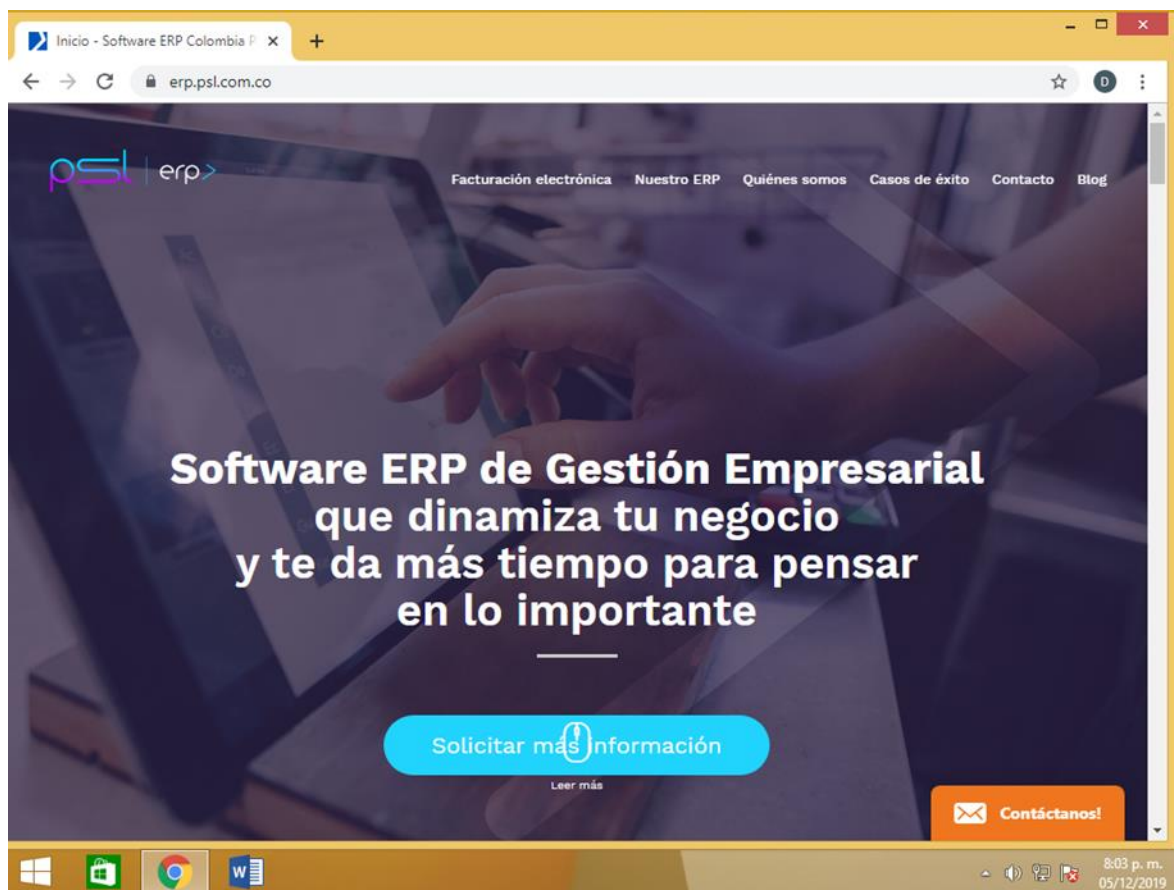 Inicio - Software ERP Colombia P
erp.psl.com.co
D
psl | erp>
Facturación electrónica Nuestro ERP Quiénes somos Casos de éxito Contacto Blog
Software ERP de Gestión Empresarial
que dinamiza tu negocio
y te da más tiempo para pensar
en lo importante
Solicitar más información
Leer más
Contáctanos!
W
8:03 p. m.
05/12/2019